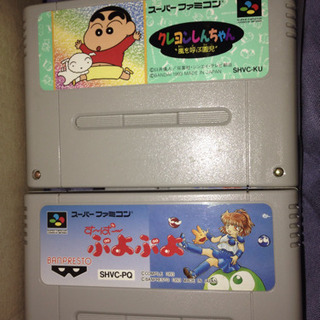 スーパーファミコン
クレヨンしんちゃん
"嵐を呼ぶ園児"
SHVC-KU
スーパーファミコン
す〜ぱ〜
ぷよぷよ
BANPRESTO
SHVC-PQ